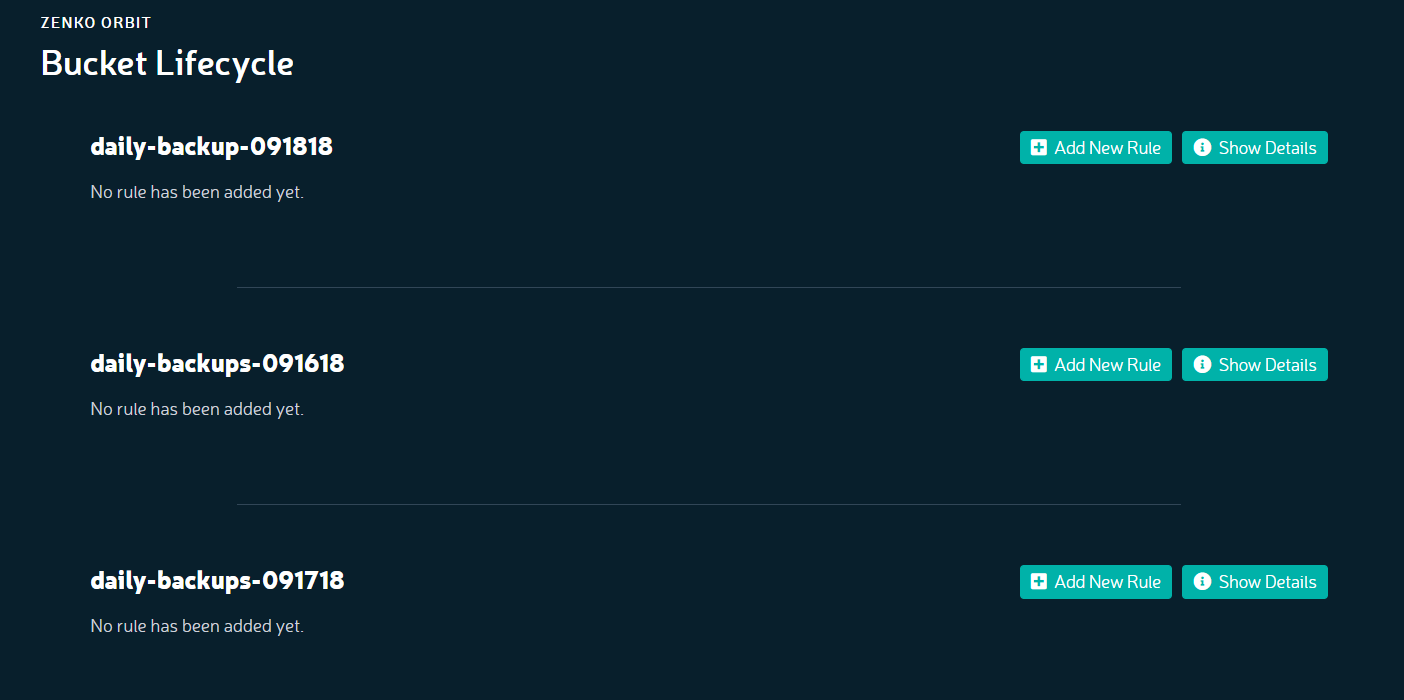 ZENKO ORBIT
Bucket Lifecycle
daily-backup-091818
Add New Rule
Show Details
No rule has been added yet.
daily-backups-091618
Add New Rule
Show Details
No rule has been added yet.
daily-backups-091718
Add New Rule
Show Details
No rule has been added yet.